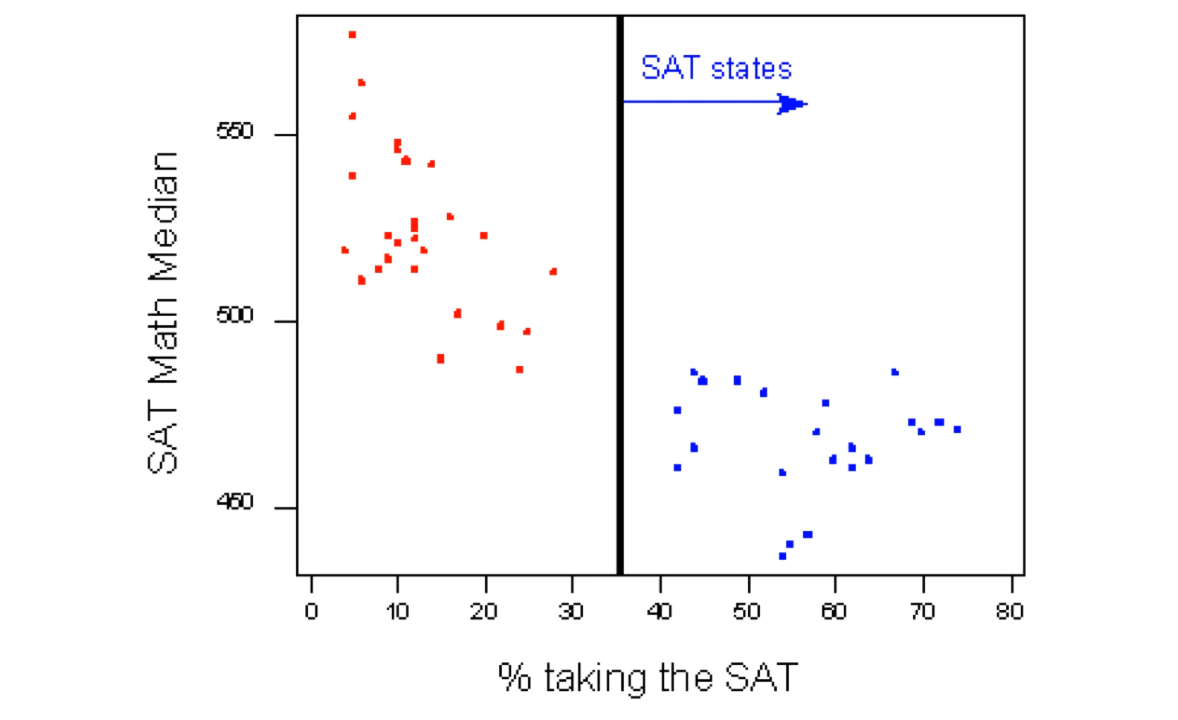 SAT states
550
500
450
SAT Math Median
0 10 20 30 40 50 60 70 80
% taking the SAT